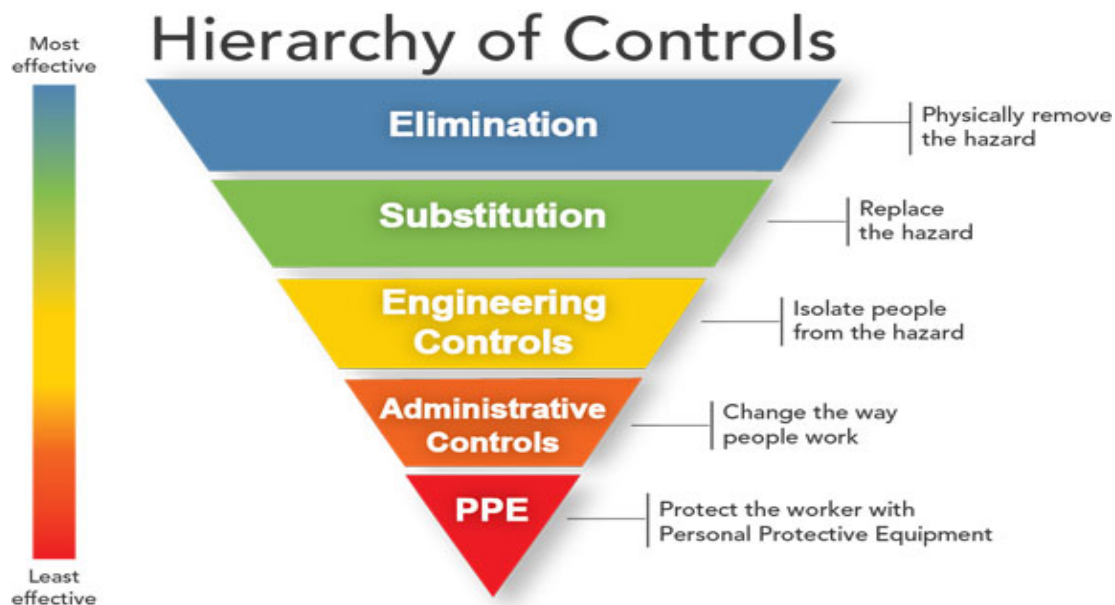 Hierarchy of Controls
Most
effective
Elimination
Physically remove
the hazard
Substitution
Replace
the hazard
Engineering
Controls
Isolate people
from the hazard
Administrative
Controls
Change the way
people work
PPE
Protect the worker with
Personal Protective Equipment
Least
effective